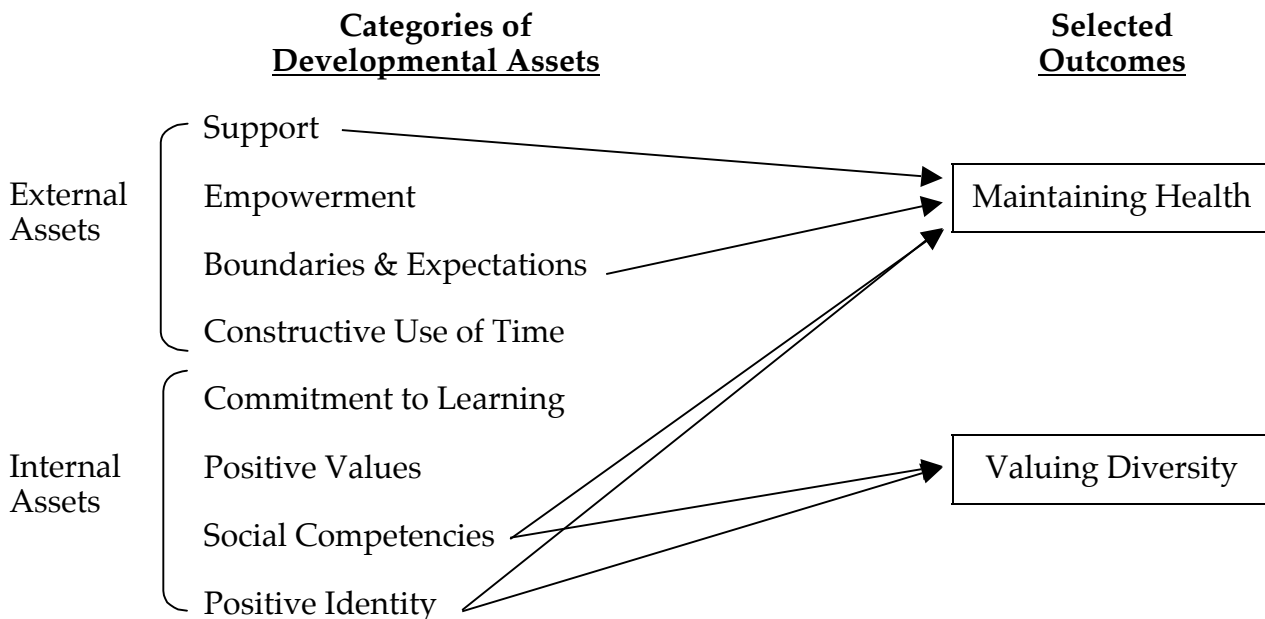 Categories of
Developmental Assets
Selected
Outcomes
External
Assets
Support
Empowerment
Boundaries & Expectations
Constructive Use of Time
Maintaining Health
Internal
Assets
Commitment to Learning
Positive Values
Social Competencies
Positive Identity
Valuing Diversity